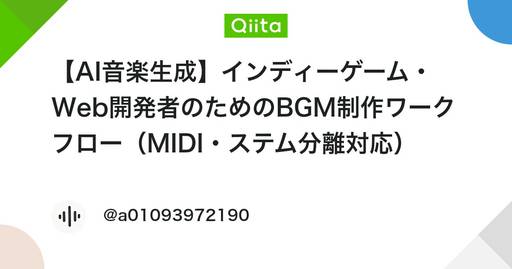 Qiita
【AI音楽生成】インディーゲーム・
Web開発者のためのBGM制作ワーク
フロー（MIDI・ステム分離対応）
@a01093972190